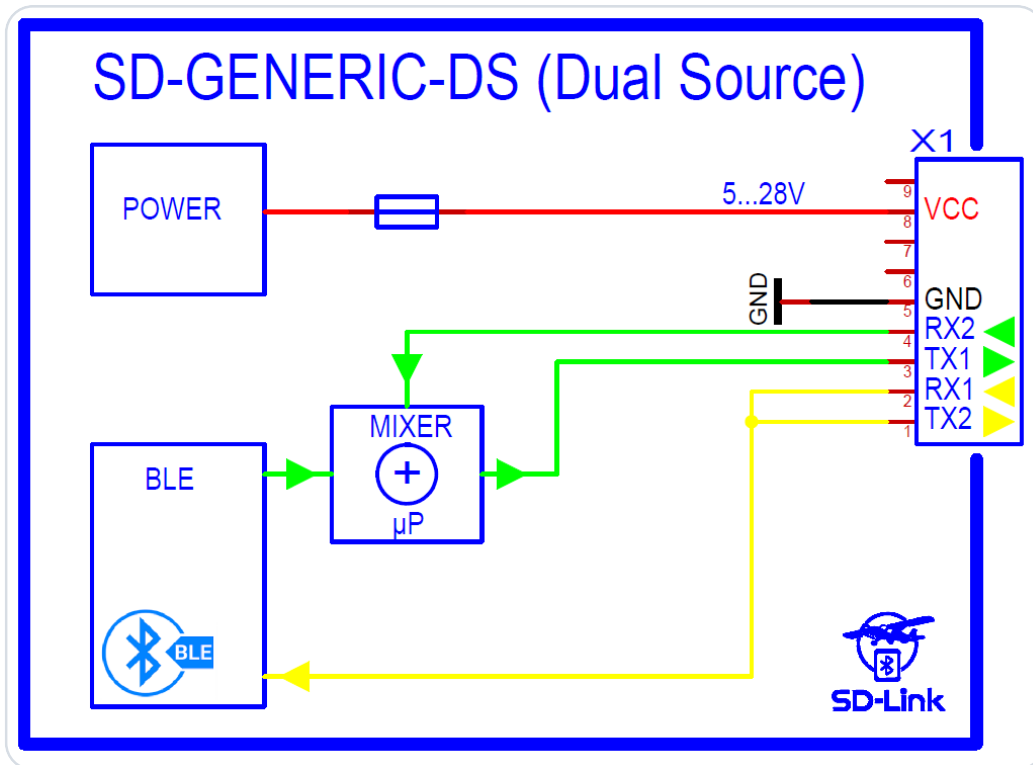 SD-GENERIC-DS (Dual Source)
X1
POWER
5...28V
9
VCC
8
7
6
GND
GND
5
RX2
4
TX1
3
RX1
2
TX2
1
MIXER
+
µP
BLE
BLE
SD-Link